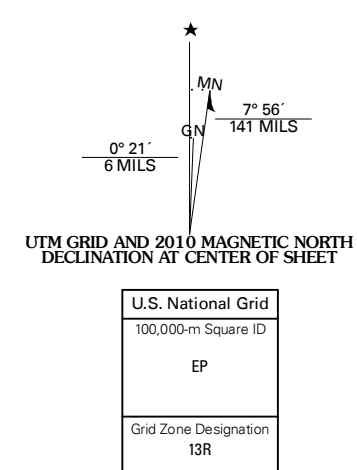 ★
MN
GN
7° 56´
141 MILS
0° 21´
6 MILS
UTM GRID AND 2010 MAGNETIC NORTH
DECLINATION AT CENTER OF SHEET
U.S. National Grid
100,000-m Square ID
EP
Grid Zone Designation
13R